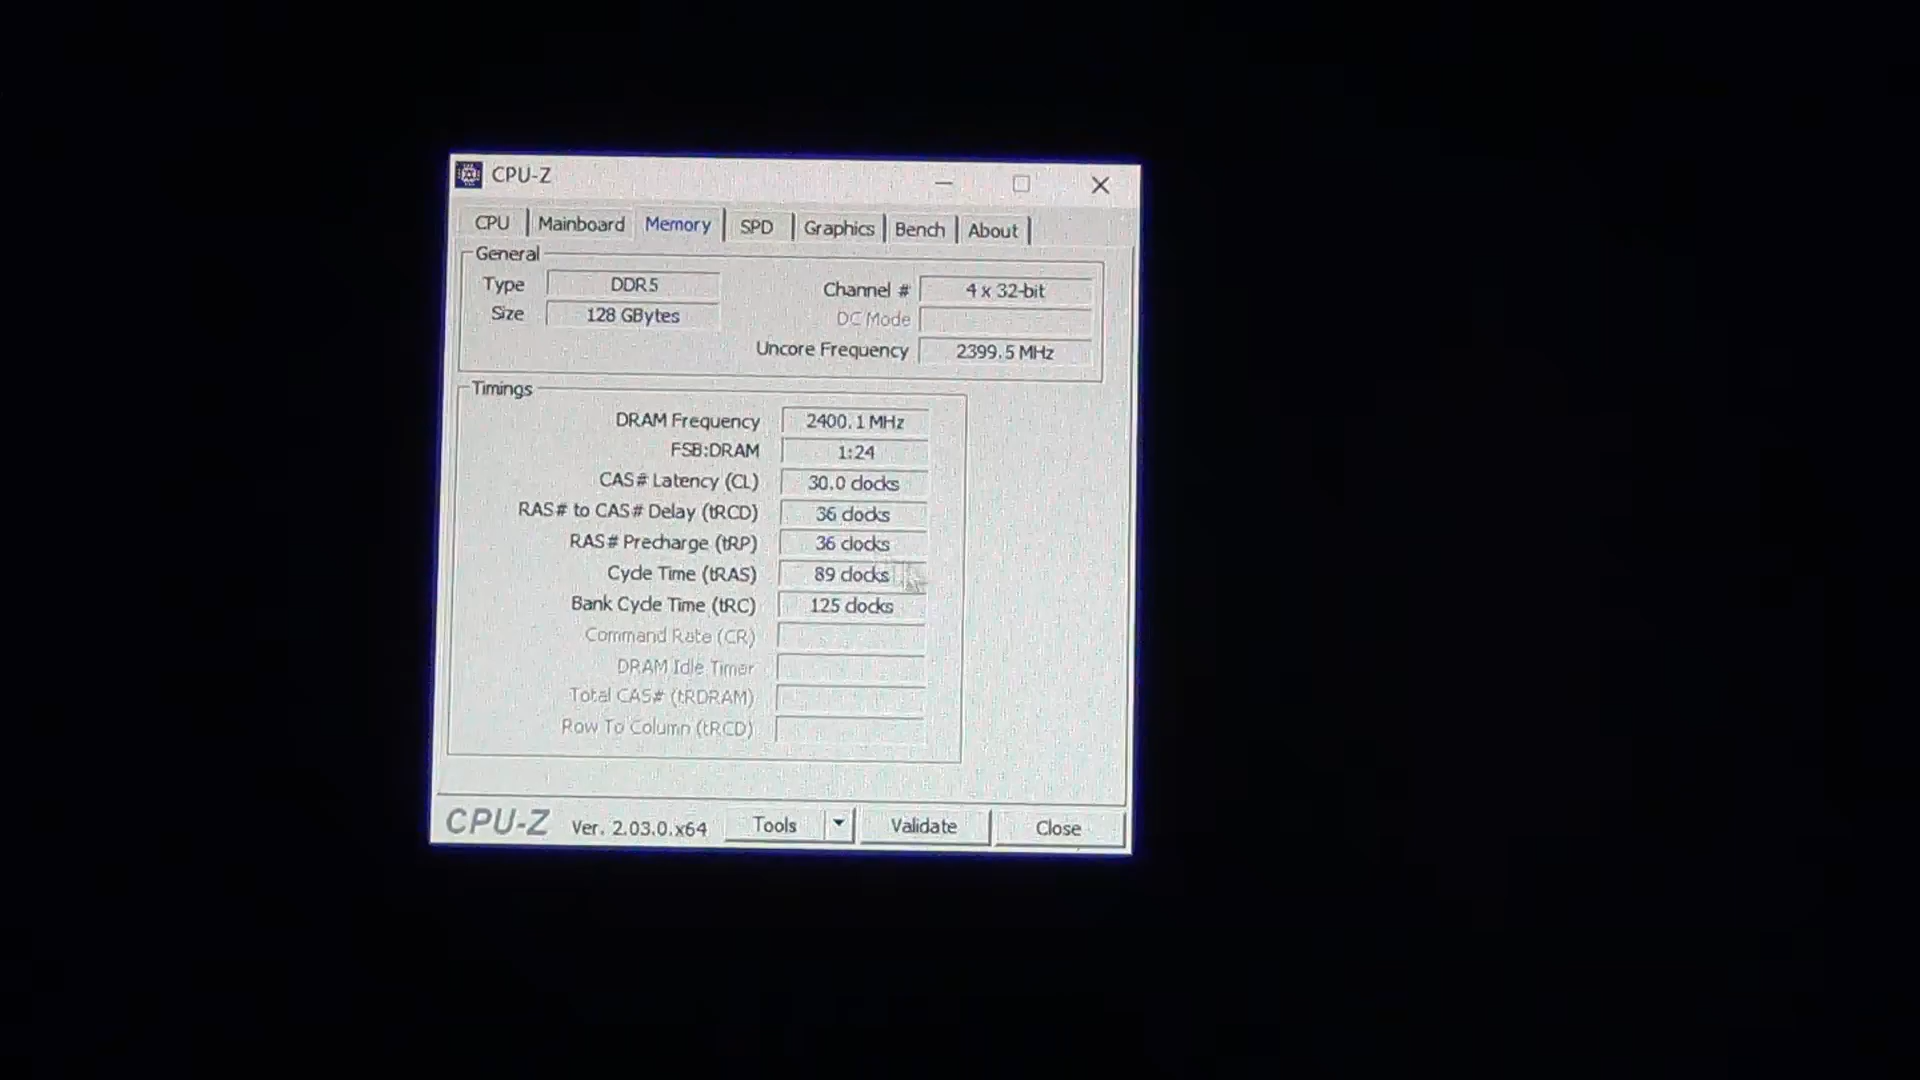 CPU-Z
CPU Mainboard Memory SPD Graphics Bench About
General
Type DDR5 Channel # 4 x 32-bit
Size 128 GBytes DC Mode
Uncore Frequency 2399.5 MHz
Timings
DRAM Frequency 2400.1 MHz
FSB:DRAM 1:24
CAS# Latency (CL) 30.0 clocks
RAS# to CAS# Delay (tRCD) 36 clocks
RAS# Precharge (tRP) 36 clocks
Cycle Time (tRAS) 89 clocks
Bank Cycle Time (tRC) 125 clocks
Command Rate (CR)
DRAM Idle Timer
Total CAS# (tRDRAM)
Row To Column (tRCD)
CPU-Z Ver. 2.03.0.x64 Tools Validate Close